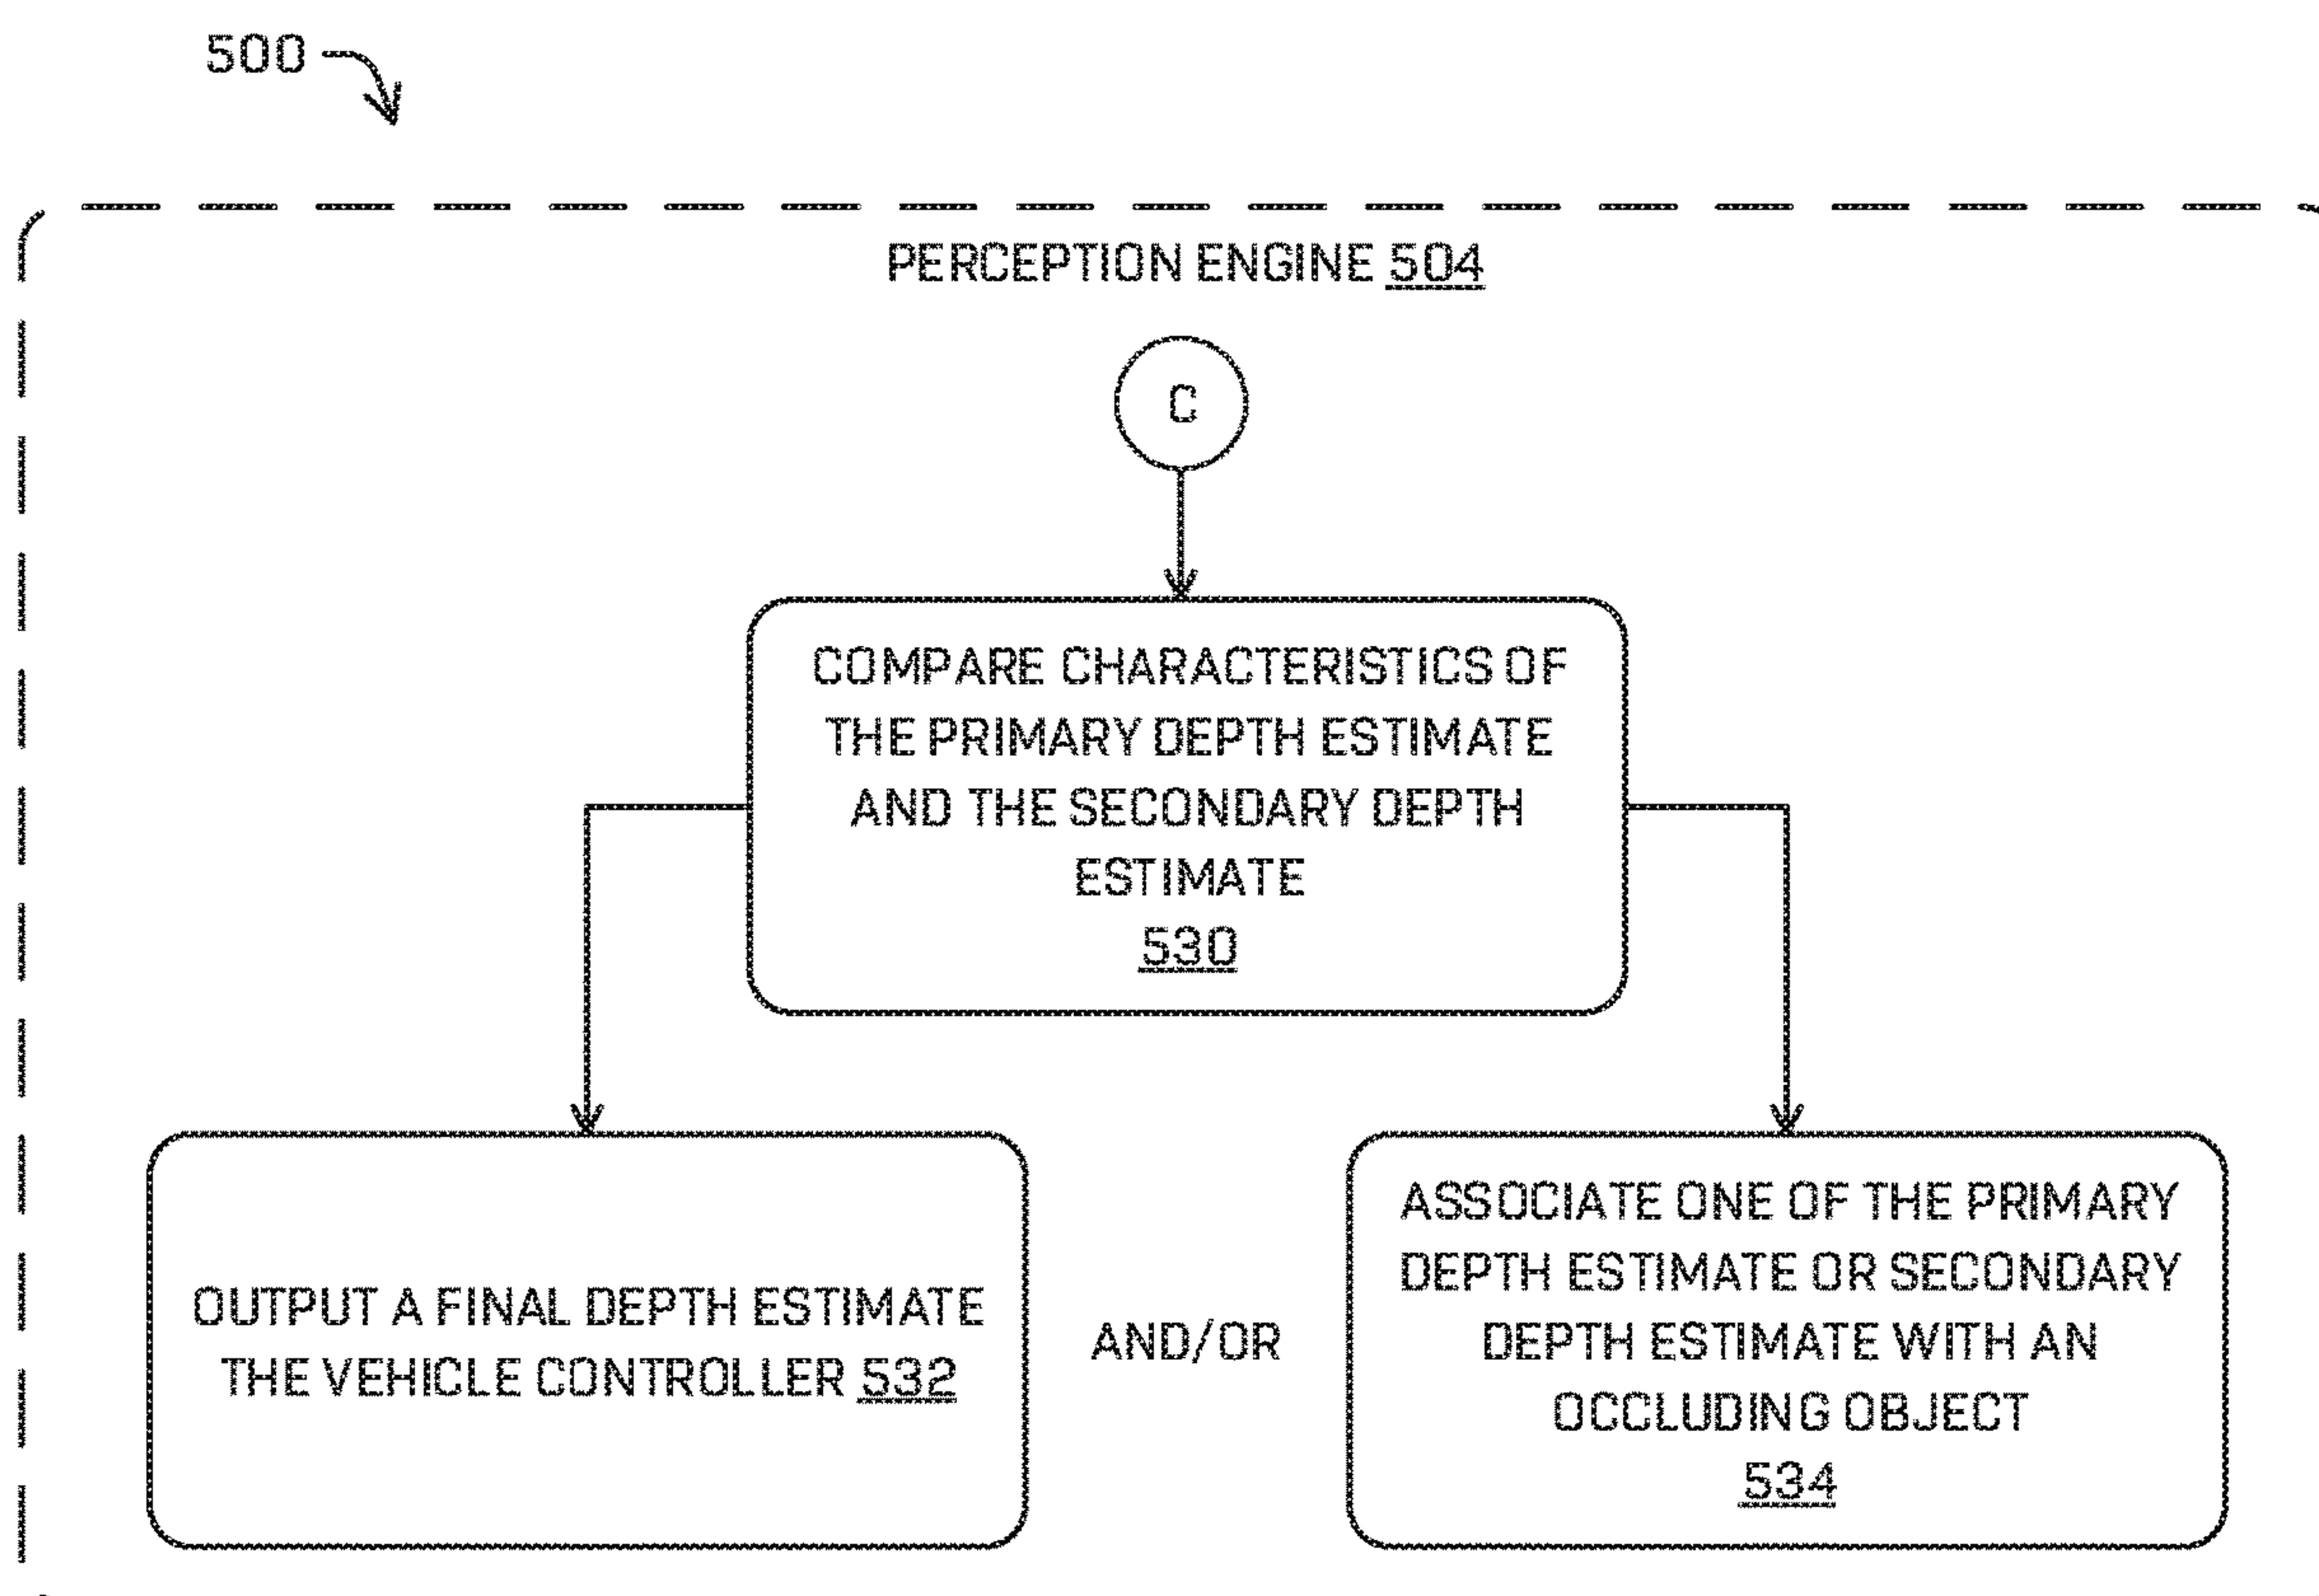 500
PERCEPTION ENGINE 504
C
COMPARE CHARACTERISTICS OF
THE PRIMARY DEPTH ESTIMATE
AND THE SECONDARY DEPTH
ESTIMATE
530
OUTPUT A FINAL DEPTH ESTIMATE
THE VEHICLE CONTROLLER 532
AND/OR
ASSOCIATE ONE OF THE PRIMARY
DEPTH ESTIMATE OR SECONDARY
DEPTH ESTIMATE WITH AN
OCCLUDING OBJECT
534